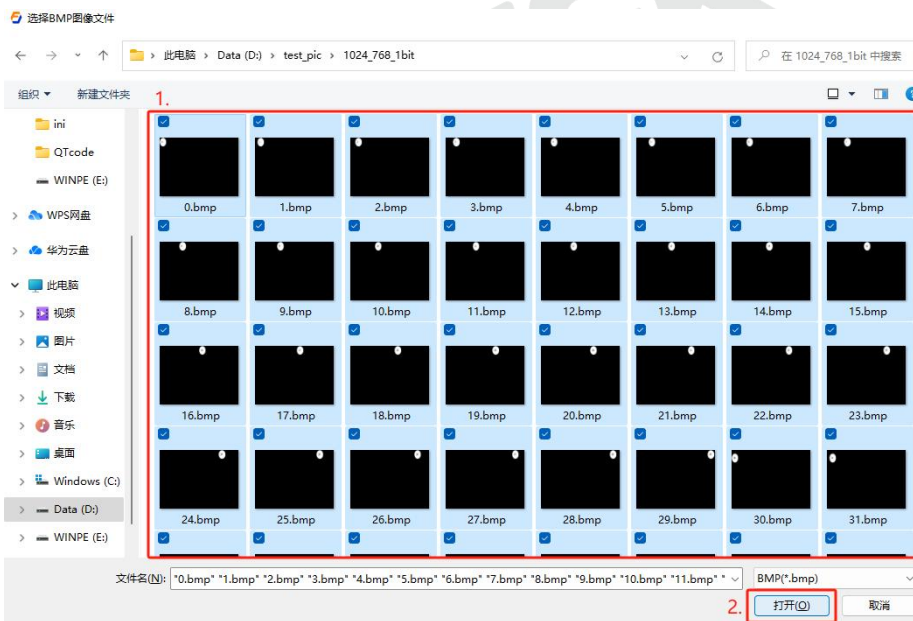 选择BMP图像文件
此电脑 › Data (D:) › test_pic › 1024_768_1bit
在 1024_768_1bit 中搜索
组织 新建文件夹
1.
ini
QTcode
WINPE (E:)
WPS网盘
华为云盘
此电脑
视频
图片
文档
下载
音乐
桌面
Windows (C:)
Data (D:)
WINPE (E:)
0.bmp 1.bmp 2.bmp 3.bmp 4.bmp 5.bmp 6.bmp 7.bmp
8.bmp 9.bmp 10.bmp 11.bmp 12.bmp 13.bmp 14.bmp 15.bmp
16.bmp 17.bmp 18.bmp 19.bmp 20.bmp 21.bmp 22.bmp 23.bmp
24.bmp 25.bmp 26.bmp 27.bmp 28.bmp 29.bmp 30.bmp 31.bmp
文件名(N): "0.bmp" "1.bmp" "2.bmp" "3.bmp" "4.bmp" "5.bmp" "6.bmp" "7.bmp" "8.bmp" "9.bmp" "10.bmp" "11.bmp" " BMP(*.bmp)
2. 打开(O) 取消